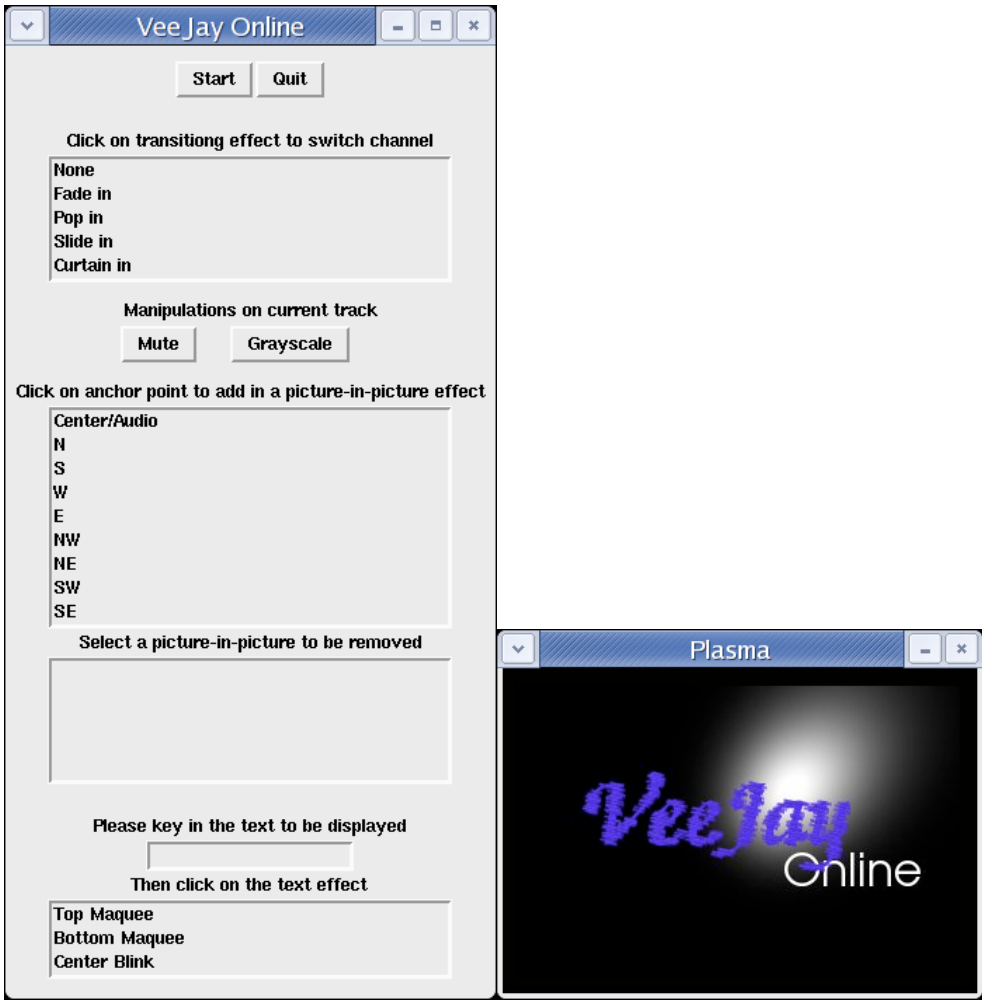 Vee Jay Online
Start Quit
Click on transitiong effect to switch channel
None
Fade in
Pop in
Slide in
Curtain in
Manipulations on current track
Mute Grayscale
Click on anchor point to add in a picture-in-picture effect
Center/Audio
N
S
W
E
NW
NE
SW
SE
Select a picture-in-picture to be removed
Please key in the text to be displayed
Then click on the text effect
Top Maquee
Bottom Maquee
Center Blink
Plasma
VeeJay
Online